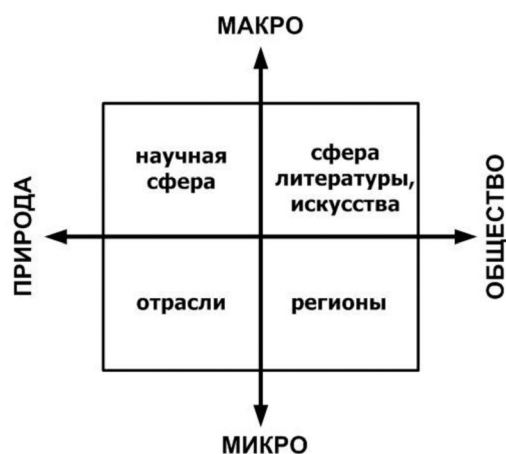 МАКРО
научная
сфера
сфера
литературы,
искусства
ПРИРОДА
ОБЩЕСТВО
отрасли
регионы
МИКРО